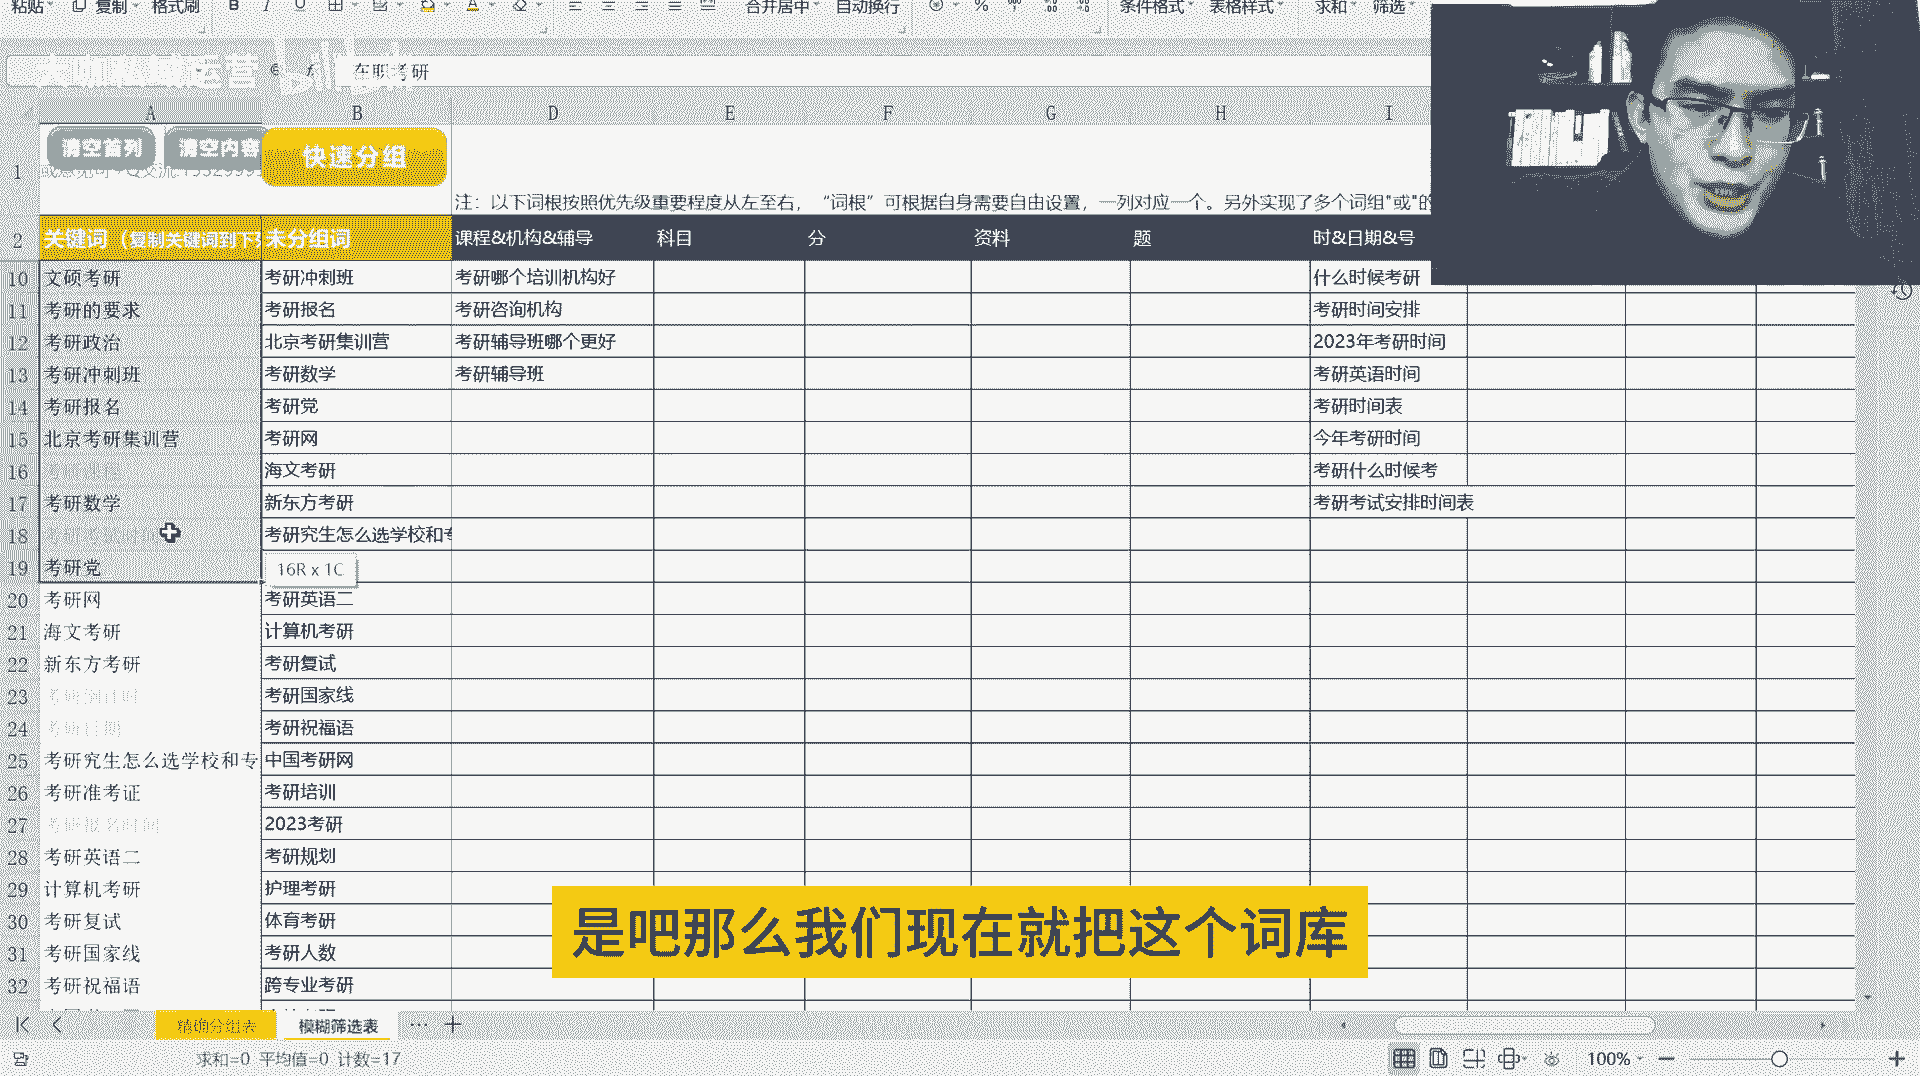 粘贴 复制 格式刷 B I U 合并居中 自动换行 % 条件格式 表格样式 求和 筛选
在职考研
A B D E F G H I
清空首列 清空内容 快速分组
1
注：以下词根按照优先级重要程度从左至右，“词根”可根据自身需要自由设置，一列对应一个。另外实现了多个词组"或"的
2 关键词（复制关键词到下 未分组词 课程&机构&辅导 科目 分 资料 题 时&日期&号
10 文硕考研 考研冲刺班 考研哪个培训机构好 什么时候考研
11 考研的要求 考研报名 考研咨询机构 考研时间安排
12 考研政治 北京考研集训营 考研辅导班哪个更好 2023年考研时间
13 考研冲刺班 考研数学 考研辅导班 考研英语时间
14 考研报名 考研党 考研时间表
15 北京考研集训营 考研网 今年考研时间
16 海文考研 考研什么时候考
17 考研数学 新东方考研 考研考试安排时间表
18 考研究生怎么选学校和专
19 考研党 16R x 1C
20 考研网 考研英语二
21 海文考研 计算机考研
22 新东方考研 考研复试
23 考研倒计时 考研国家线
24 考研日期 考研祝福语
25 考研究生怎么选学校和专 中国考研网
26 考研准考证 考研培训
27 考研报名时间 2023考研
28 考研英语二 考研规划
29 计算机考研 护理考研
30 考研复试 体育考研
31 考研国家线 考研人数
32 考研祝福语 跨专业考研
是吧那么我们现在就把这个词库
精确分组表 模糊筛选表 ···
求和=0 平均值=0 计数=17 100%